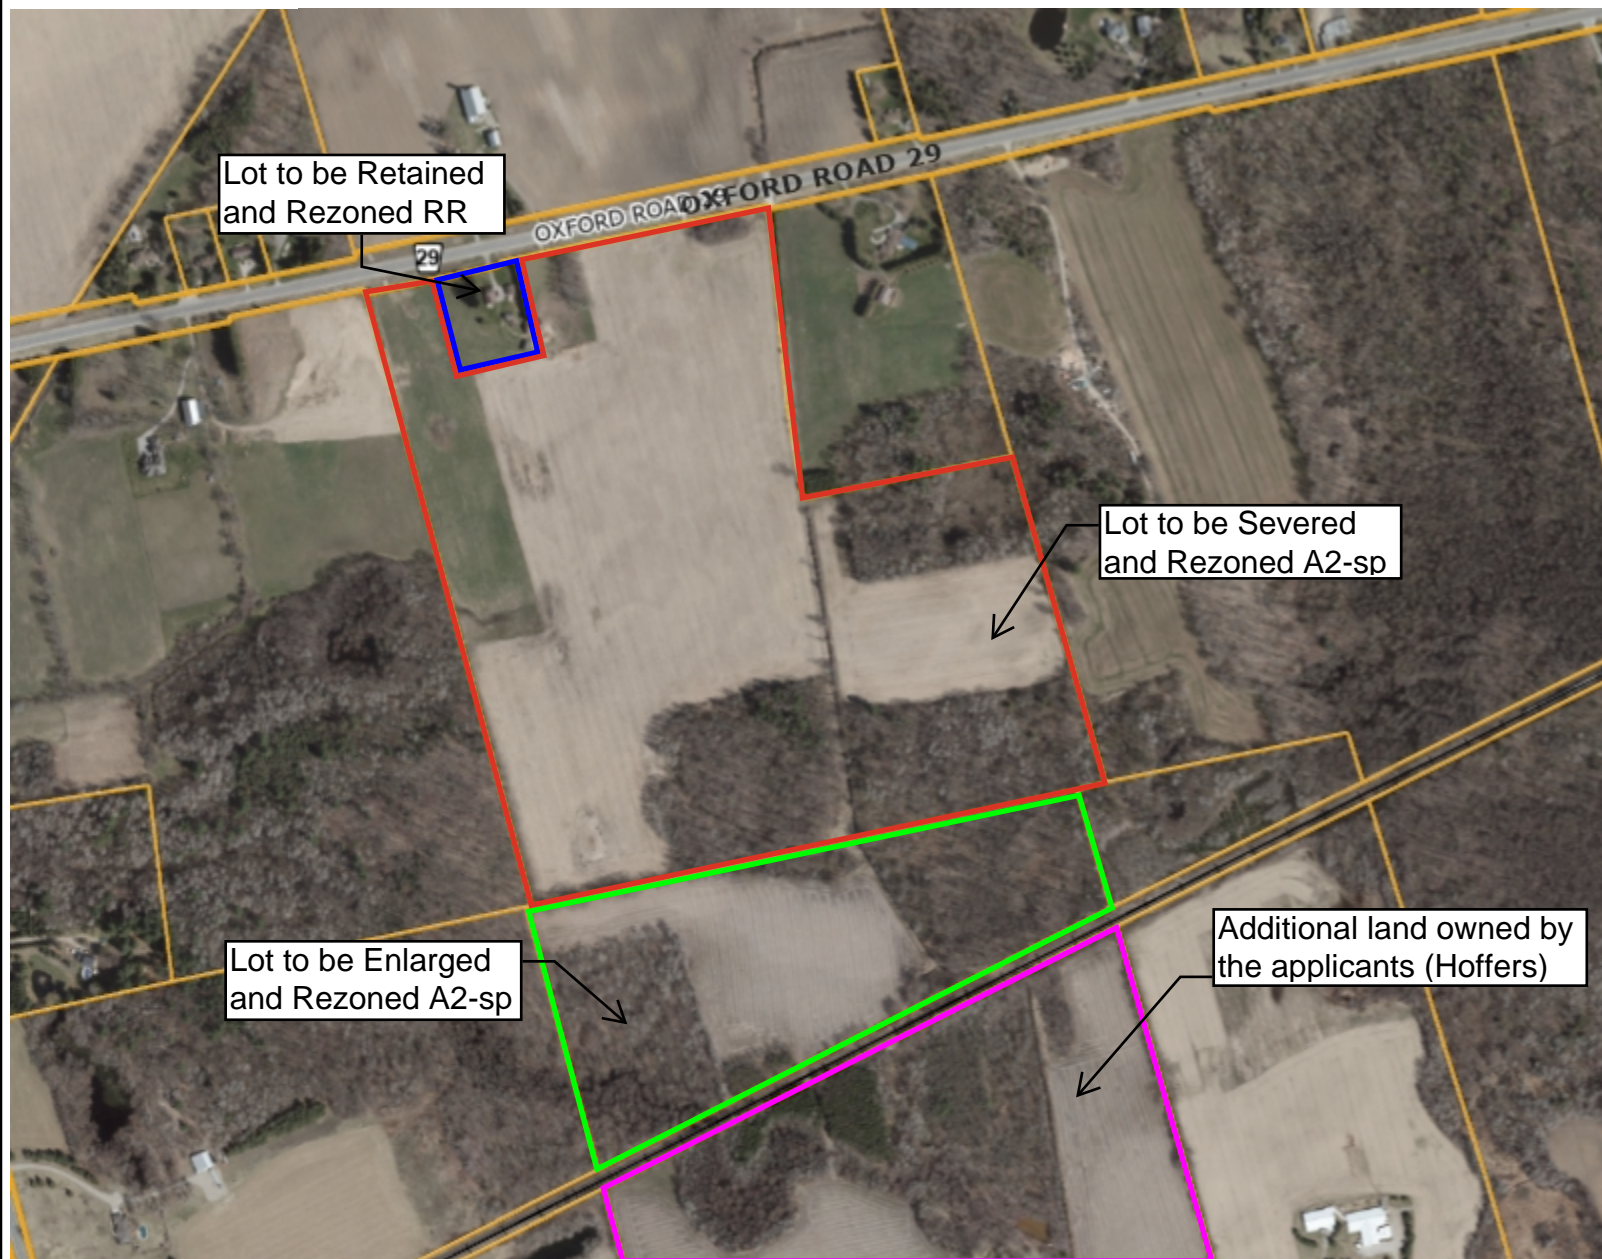 Lot to be Retained
and Rezoned RR
OXFORD ROAD 29
OXFORD ROAD 29
29
Lot to be Severed
and Rezoned A2-sp
Lot to be Enlarged
and Rezoned A2-sp
Additional land owned by
the applicants (Hoffers)